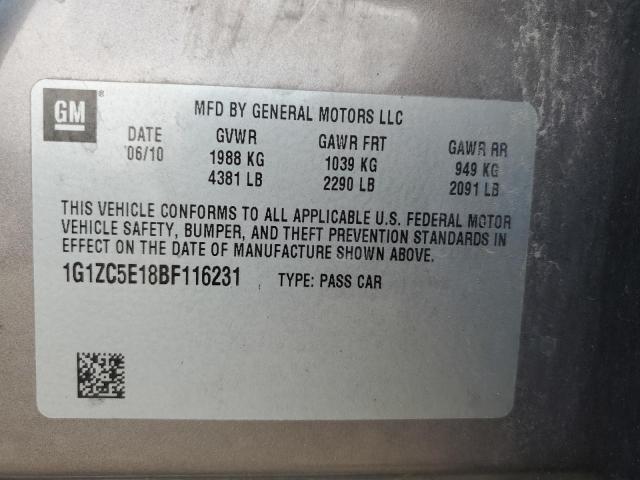 GM
MFD BY GENERAL MOTORS LLC
DATE GVWR GAWR FRT GAWR RR
06/10 1988 KG 1039 KG 949 KG
4381 LB 2290 LB 2091 LB
THIS VEHICLE CONFORMS TO ALL APPLICABLE U.S. FEDERAL MOTOR
VEHICLE SAFETY, BUMPER, AND THEFT PREVENTION STANDARDS IN
EFFECT ON THE DATE OF MANUFACTURE SHOWN ABOVE.
1G1ZC5E18BF116231 TYPE: PASS CAR